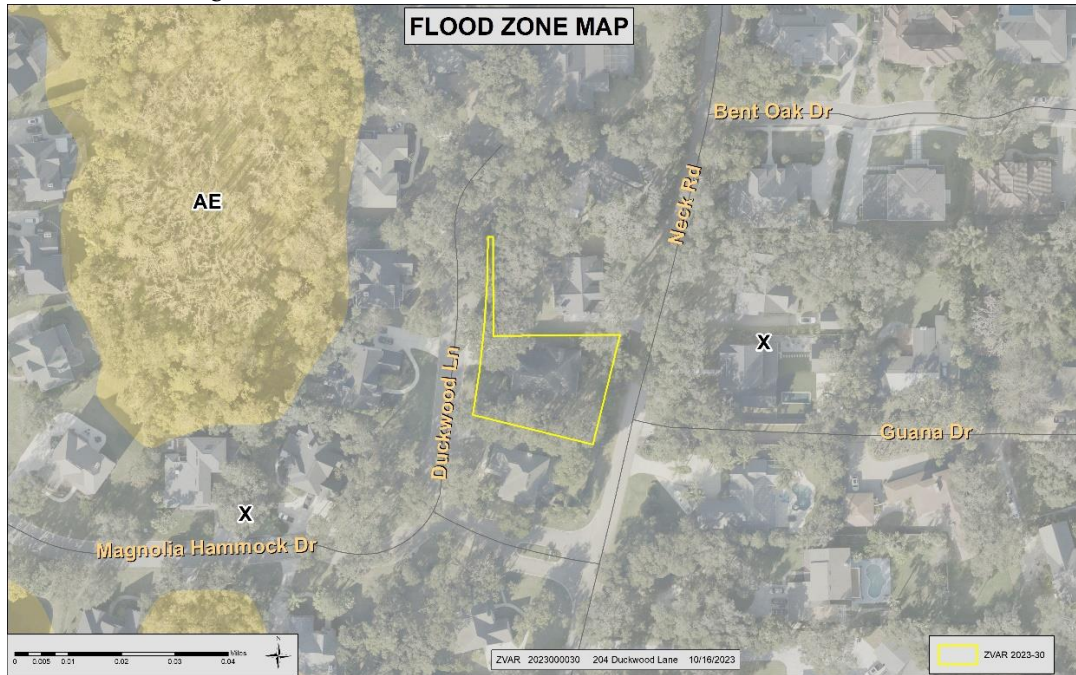 FLOOD ZONE MAP
Bent Oak Dr
AE
Neck Rd
X
Duckwood Ln
Guana Dr
X
Magnolia Hammock Dr
N
Miles
0 0.005 0.01 0.02 0.03 0.04
ZVAR 2023000030 204 Duckwood Lane 10/16/2023
ZVAR 2023-30